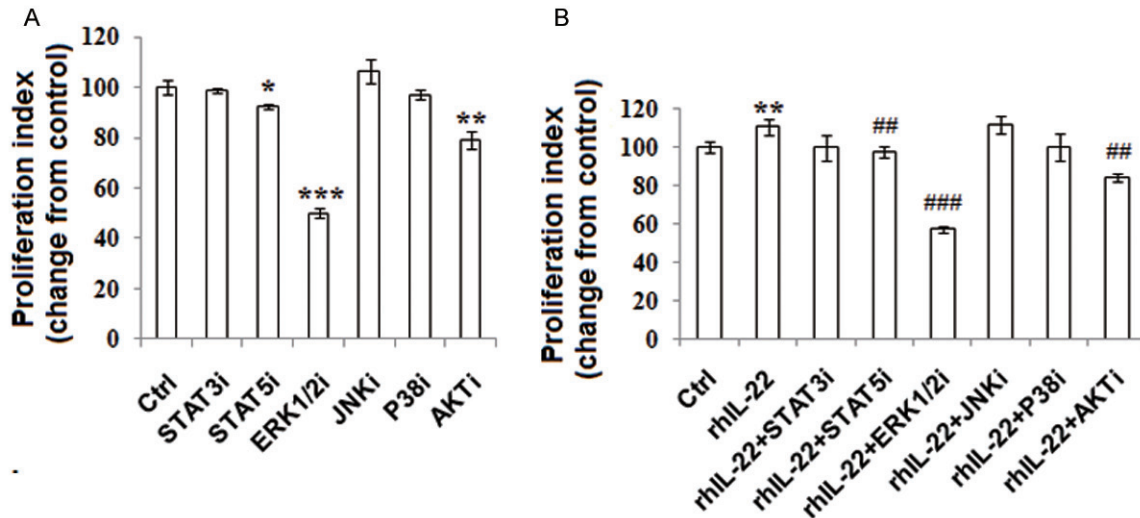 A
Proliferation index
(change from control)
120
100
80
60
40
20
0
*
***
**
Ctrl
STAT3i
STAT5i
ERK1/2i
JNKi
P38i
AKTi
B
Proliferation index
(change from control)
120
100
80
60
40
20
0
**
##
###
##
Ctrl
rhIL-22
rhIL-22+STAT3i
rhIL-22+STAT5i
rhIL-22+ERK1/2i
rhIL-22+JNKi
rhIL-22+P38i
rhIL-22+AKTi